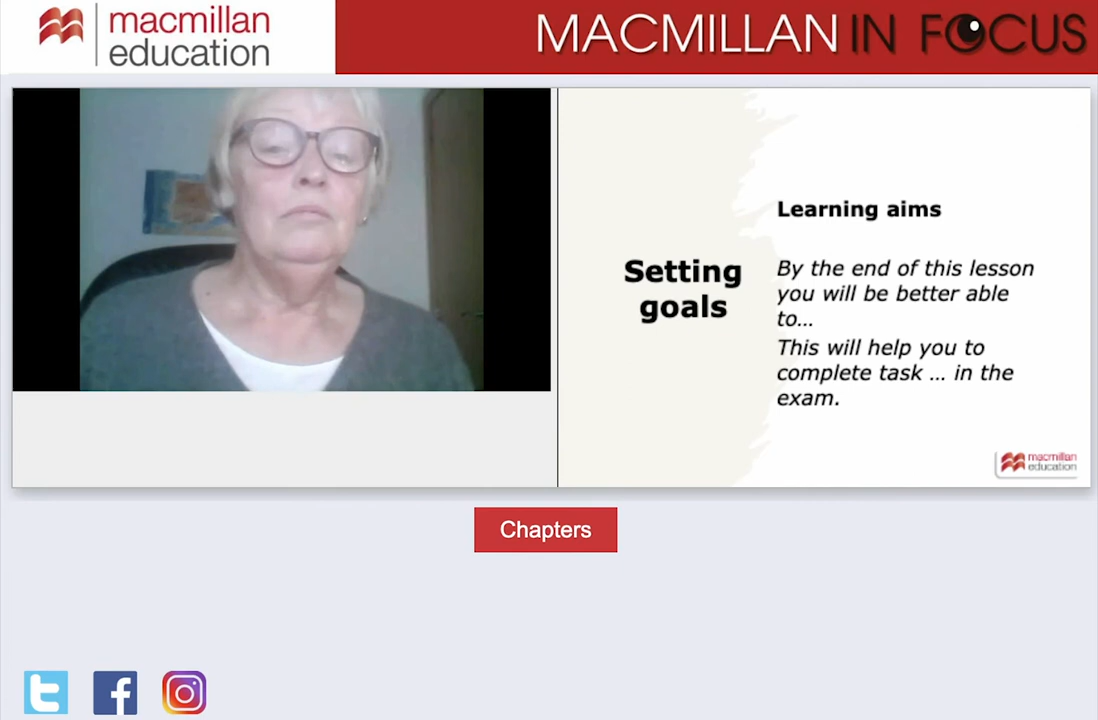 macmillan
education
MACMILLAN IN FOCUS
Setting
goals
Learning aims
By the end of this lesson
you will be better able
to…
This will help you to
complete task … in the
exam.
macmillan
education
Chapters